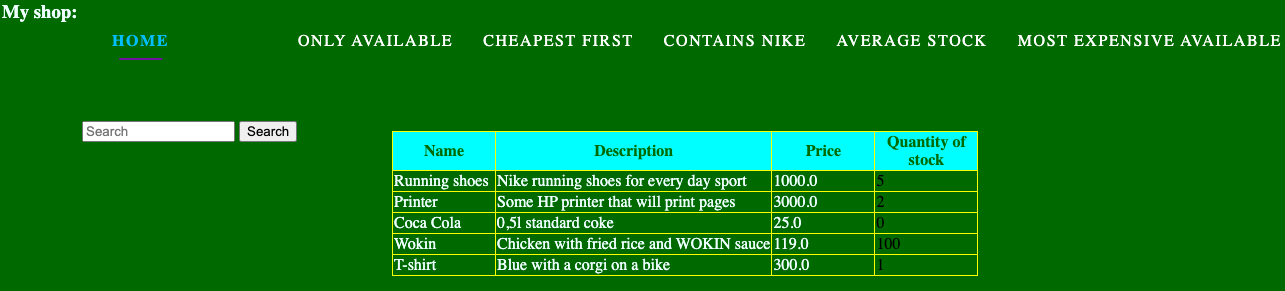 My shop:
HOME ONLY AVAILABLE CHEAPEST FIRST CONTAINS NIKE AVERAGE STOCK MOST EXPENSIVE AVAILABLE
Search Search
Name Description Price Quantity of stock
Running shoes Nike running shoes for every day sport 1000.0 5
Printer Some HP printer that will print pages 3000.0 2
Coca Cola 0,5l standard coke 25.0 0
Wokin Chicken with fried rice and WOKIN sauce 119.0 100
T-shirt Blue with a corgi on a bike 300.0 1